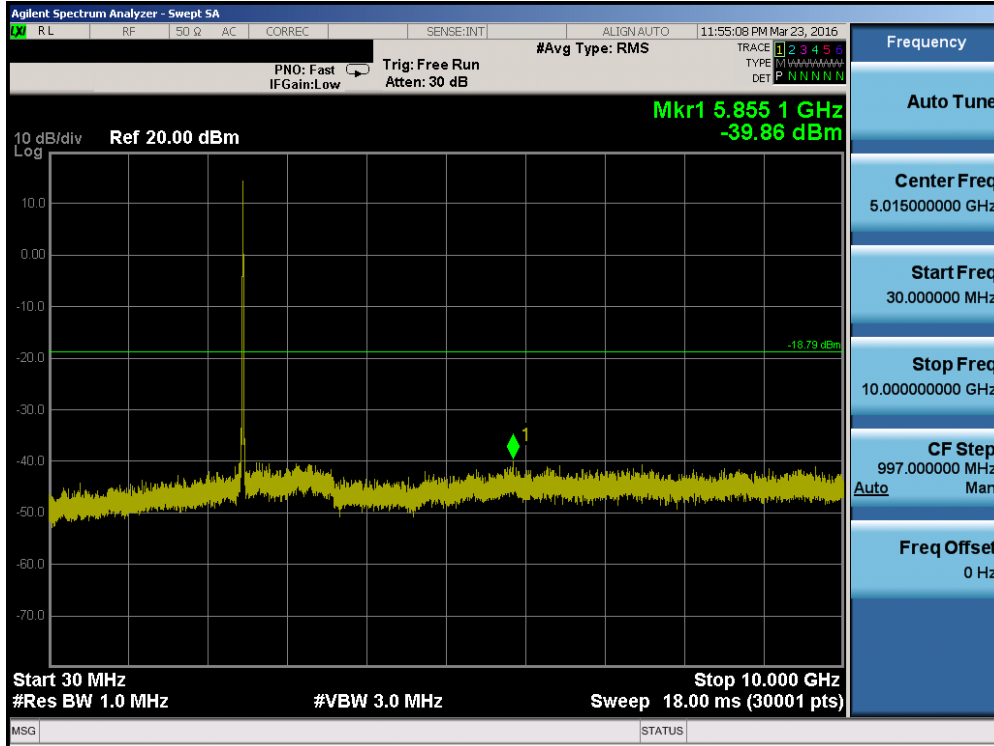 Agilent Spectrum Analyzer - Swept SA
LXI RL RF 50 Ω AC CORREC SENSE:INT ALIGN AUTO 11:55:08 PM Mar 23, 2016
#Avg Type: RMS
TRACE 1 2 3 4 5 6
PNO: Fast Trig: Free Run
TYPE M
IFGain:Low Atten: 30 dB
DET P N N N N N
Mkr1 5.855 1 GHz
-39.86 dBm
10 dB/div Ref 20.00 dBm
Log
10.0
0.00
-10.0
-18.79 dBm
-20.0
-30.0
1
-40.0
-50.0
-60.0
-70.0
Start 30 MHz Stop 10.000 GHz
#Res BW 1.0 MHz #VBW 3.0 MHz Sweep 18.00 ms (30001 pts)
MSG STATUS
Frequency
Auto Tune
Center Freq
5.015000000 GHz
Start Freq
30.000000 MHz
Stop Freq
10.000000000 GHz
CF Step
997.000000 MHz
Auto Man
Freq Offset
0 Hz